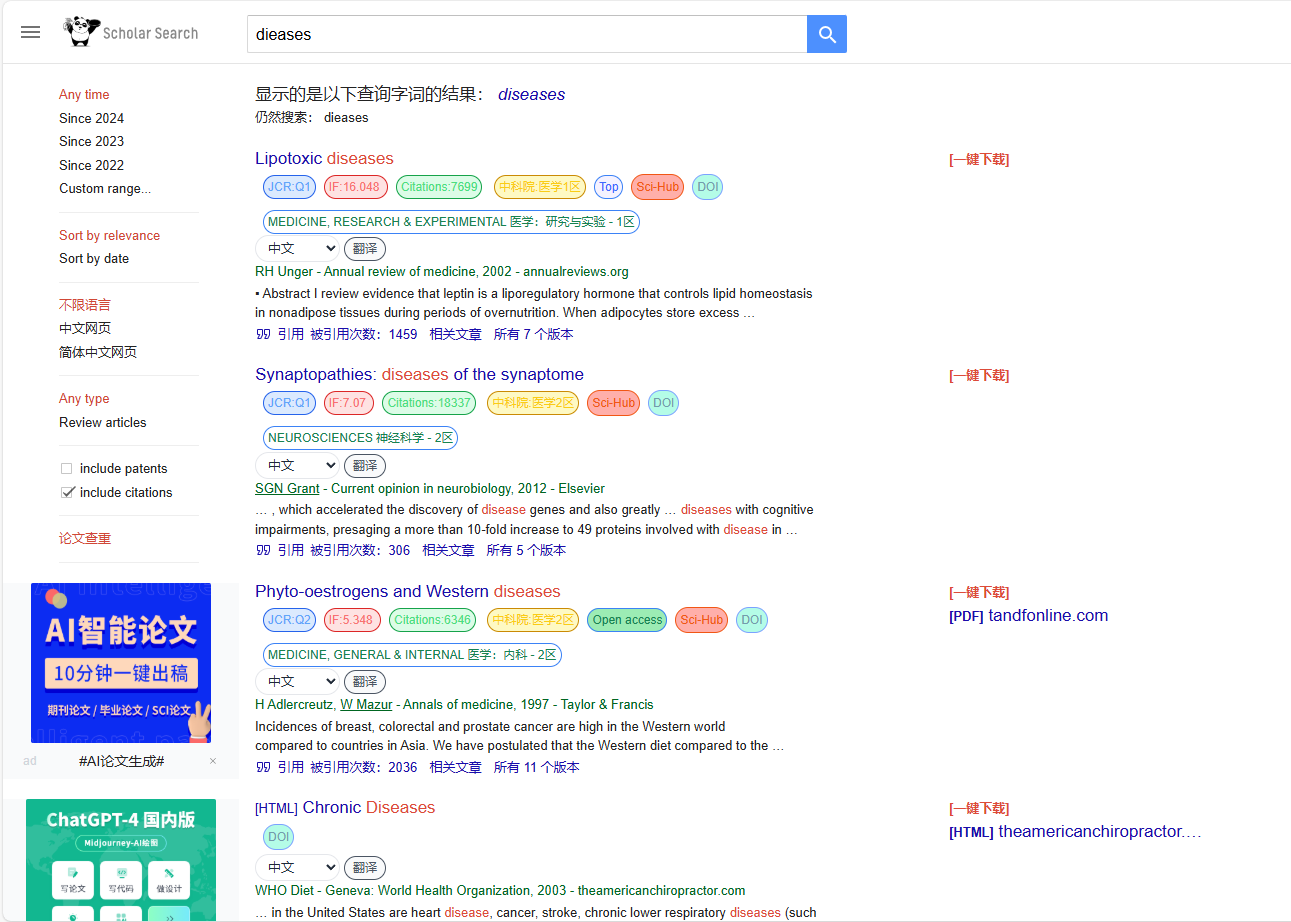 Scholar Search
dieases
Any time
Since 2024
Since 2023
Since 2022
Custom range...
Sort by relevance
Sort by date
不限语言
中文网页
简体中文网页
Any type
Review articles
include patents
include citations
论文查重
AI智能论文
10分钟一键出稿
期刊论文 / 毕业论文 / SCI论文
ad #AI论文生成# ×
ChatGPT-4 国内版
Midjourney-AI绘图
写论文 写代码 做设计
显示的是以下查询字词的结果： diseases
仍然搜索： dieases
Lipotoxic diseases
JCR:Q1 IF:16.048 Citations:7699 中科院:医学1区 Top Sci-Hub DOI
MEDICINE, RESEARCH & EXPERIMENTAL 医学：研究与实验 - 1区
中文 翻译
RH Unger - Annual review of medicine, 2002 - annualreviews.org
▪ Abstract I review evidence that leptin is a liporegulatory hormone that controls lipid homeostasis
in nonadipose tissues during periods of overnutrition. When adipocytes store excess …
引用 被引用次数：1459 相关文章 所有 7 个版本
[一键下载]
Synaptopathies: diseases of the synaptome
JCR:Q1 IF:7.07 Citations:18337 中科院:医学2区 Sci-Hub DOI
NEUROSCIENCES 神经科学 - 2区
中文 翻译
SGN Grant - Current opinion in neurobiology, 2012 - Elsevier
… , which accelerated the discovery of disease genes and also greatly … diseases with cognitive
impairments, presaging a more than 10-fold increase to 49 proteins involved with disease in …
引用 被引用次数：306 相关文章 所有 5 个版本
[一键下载]
Phyto-oestrogens and Western diseases
JCR:Q2 IF:5.348 Citations:6346 中科院:医学2区 Open access Sci-Hub DOI
MEDICINE, GENERAL & INTERNAL 医学：内科 - 2区
中文 翻译
H Adlercreutz, W Mazur - Annals of medicine, 1997 - Taylor & Francis
Incidences of breast, colorectal and prostate cancer are high in the Western world
compared to countries in Asia. We have postulated that the Western diet compared to the …
引用 被引用次数：2036 相关文章 所有 11 个版本
[一键下载]
[PDF] tandfonline.com
[HTML] Chronic Diseases
DOI
中文 翻译
WHO Diet - Geneva: World Health Organization, 2003 - theamericanchiropractor.com
… in the United States are heart disease, cancer, stroke, chronic lower respiratory diseases (such
[一键下载]
[HTML] theamericanchiropractor.…